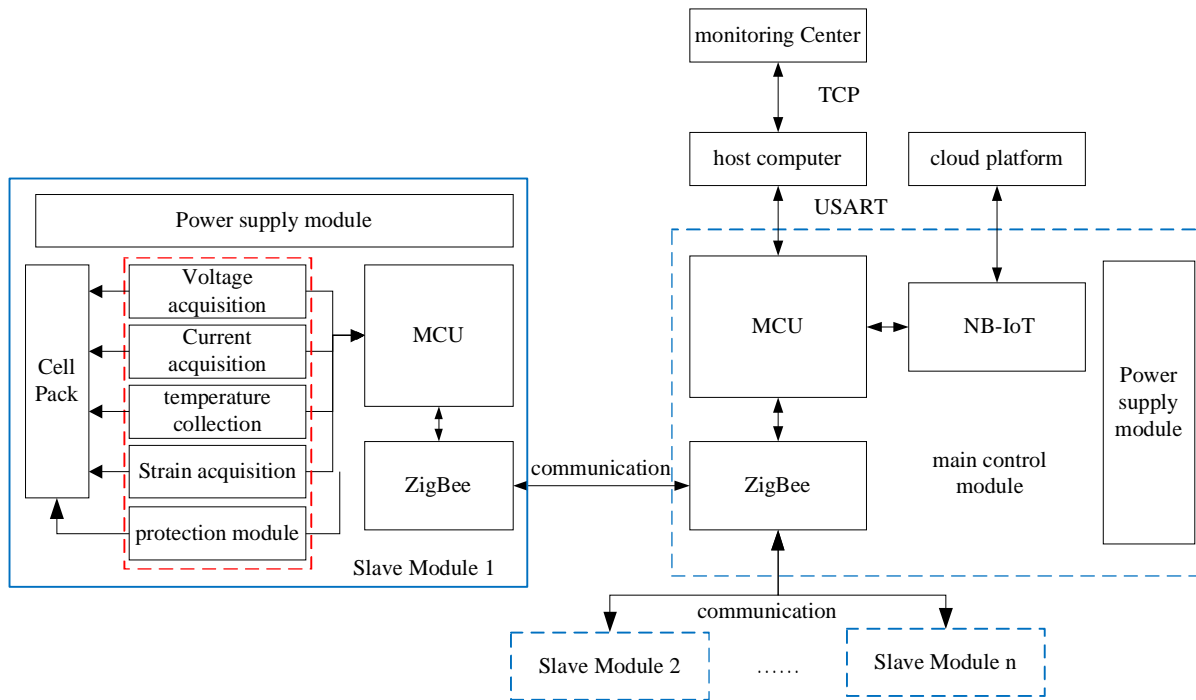 monitoring Center
TCP
host computer
cloud platform
USART
Power supply module
Voltage
acquisition
Current
acquisition
temperature
collection
Strain acquisition
protection module
Cell
Pack
MCU
ZigBee
Slave Module 1
communication
MCU
NB-IoT
ZigBee
main control
module
Power
supply
module
communication
Slave Module 2
......
Slave Module n